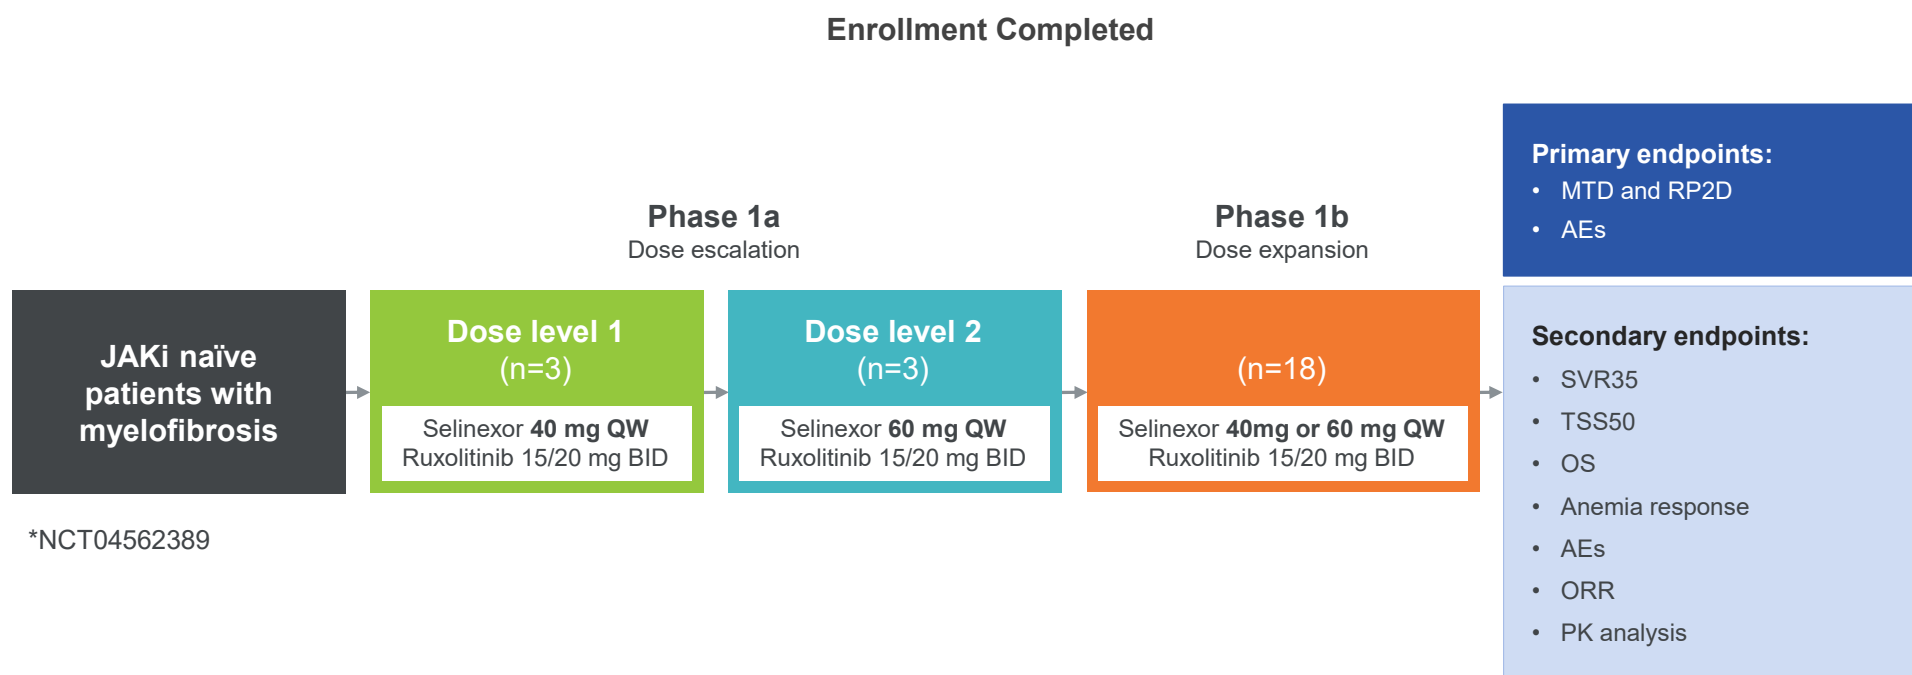 Enrollment Completed
Phase 1a
Dose escalation
Phase 1b
Dose expansion
JAKi naïve
patients with
myelofibrosis
Dose level 1
(n=3)
Selinexor 40 mg QW
Ruxolitinib 15/20 mg BID
Dose level 2
(n=3)
Selinexor 60 mg QW
Ruxolitinib 15/20 mg BID
(n=18)
Selinexor 40mg or 60 mg QW
Ruxolitinib 15/20 mg BID
Primary endpoints:
• MTD and RP2D
• AEs
Secondary endpoints:
• SVR35
• TSS50
• OS
• Anemia response
• AEs
• ORR
• PK analysis
*NCT04562389